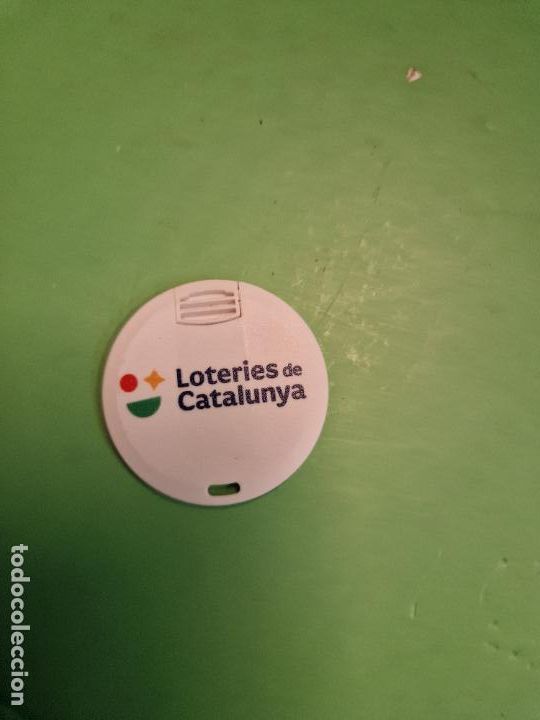 Loteries de
Catalunya
todocoleccion